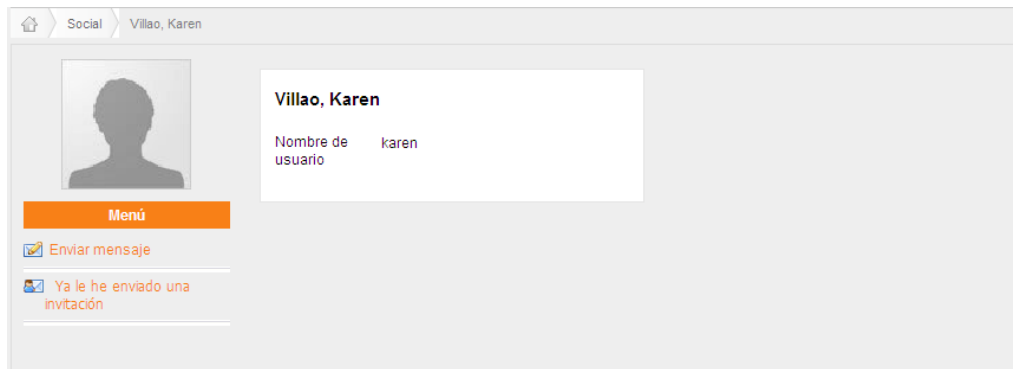 Social Villao, Karen
Villao, Karen
Nombre de karen
usuario
Menú
Enviar mensaje
Ya le he enviado una
invitación